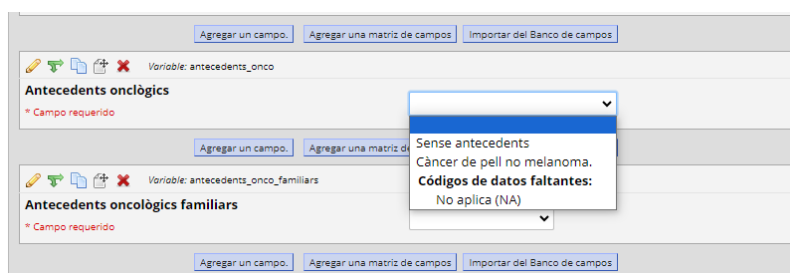 Agregar un campo. Agregar una matriz de campos Importar del Banco de campos
Variable: antecedents_onco
Antecedents onclògics
* Campo requerido
Sense antecedents
Càncer de pell no melanoma.
Códigos de datos faltantes:
No aplica (NA)
Agregar un campo. Agregar una matriz de
Variable: antecedents_onco_familiars
Antecedents oncològics familiars
* Campo requerido
Agregar un campo. Agregar una matriz de campos Importar del Banco de campos